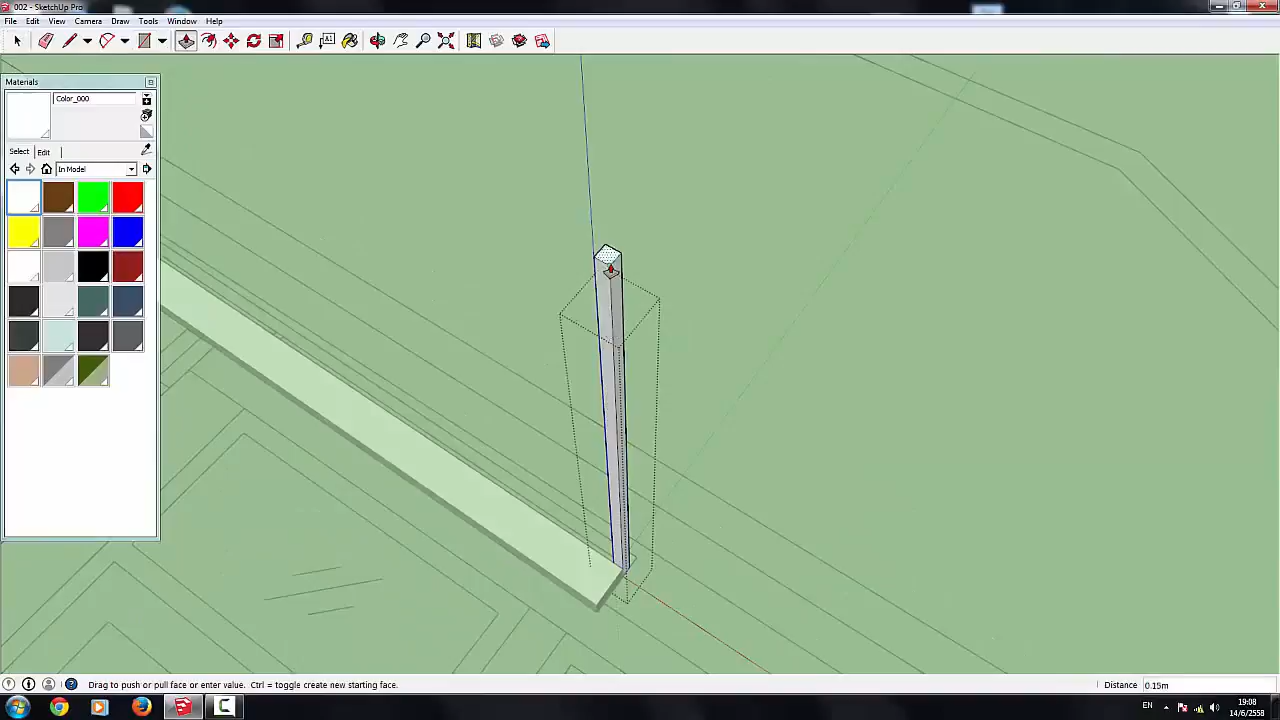 002 - SketchUp Pro
File Edit View Camera Draw Tools Window Help
Materials
Color_000
Select Edit
In Model
Drag to push or pull face or enter value. Ctrl = toggle create new starting face.
Distance 0.15m
EN 19:08
14/6/2558